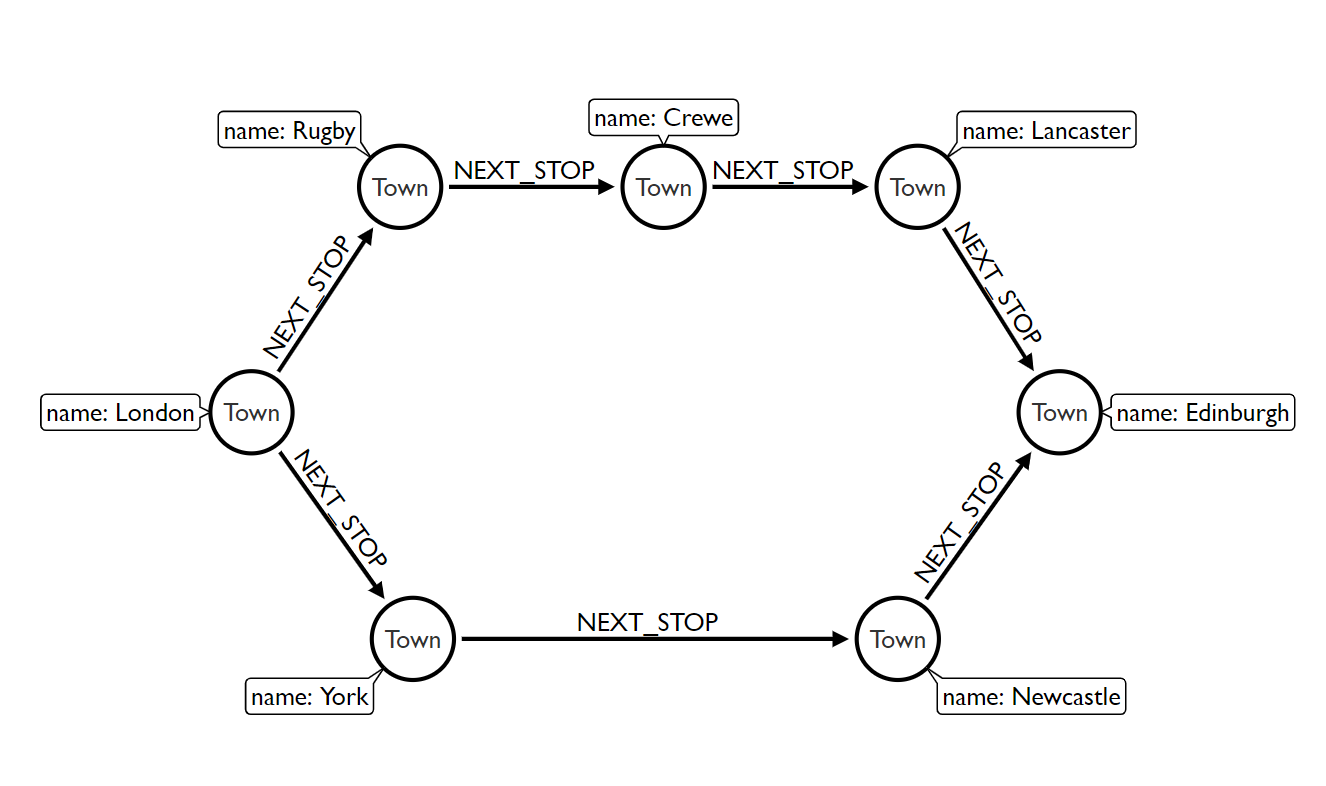 name: Crewe
name: Rugby
name: Lancaster
NEXT_STOP
NEXT_STOP
Town
Town
Town
NEXT_STOP
NEXT_STOP
name: London
Town
Town
name: Edinburgh
NEXT_STOP
NEXT_STOP
NEXT_STOP
Town
Town
name: York
name: Newcastle